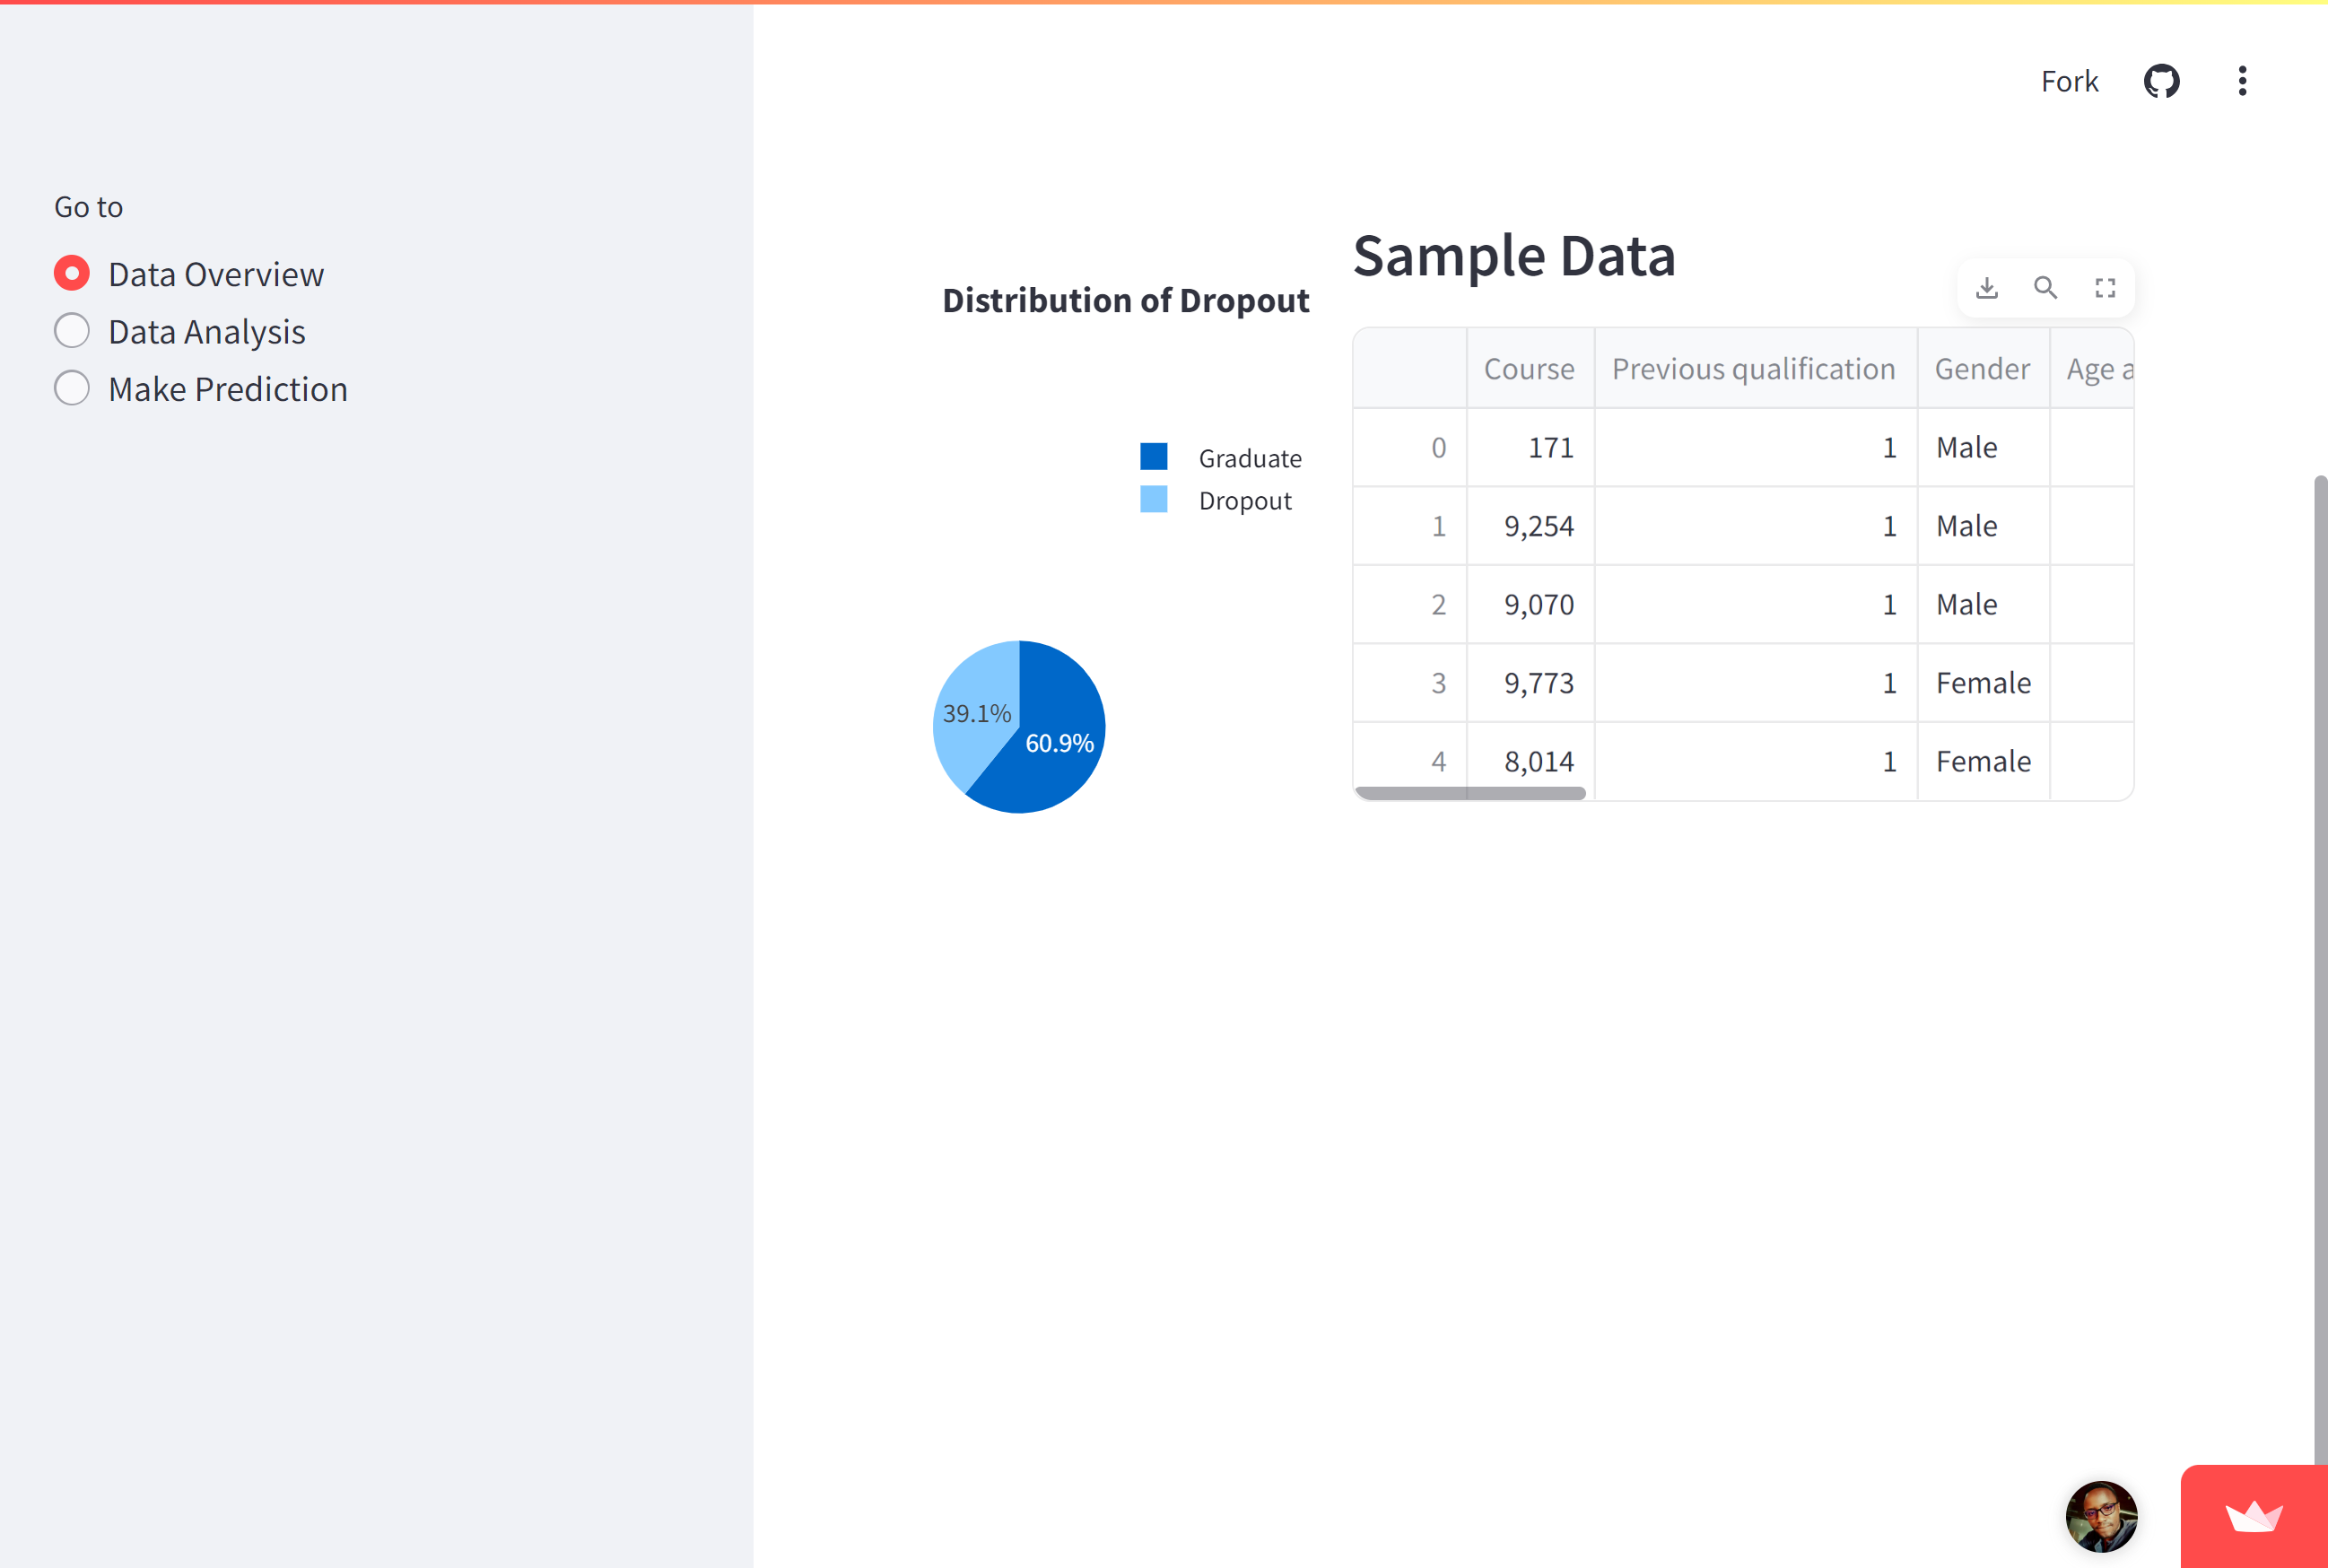 Fork
Go to
Data Overview
Data Analysis
Make Prediction
Distribution of Dropout
Graduate
Dropout
39.1%
60.9%
Sample Data
Course Previous qualification Gender Age a
0 171 1 Male
1 9,254 1 Male
2 9,070 1 Male
3 9,773 1 Female
4 8,014 1 Female